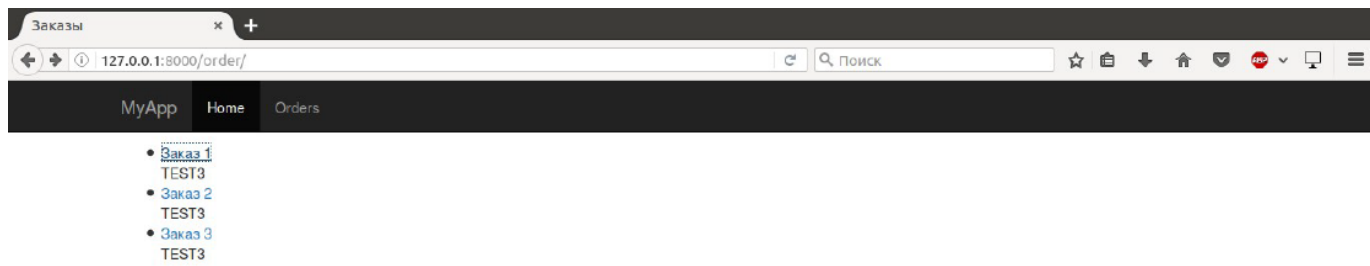 Заказы
127.0.0.1:8000/order/
Поиск
ABP
MyApp Home Orders
Заказ 1
TEST3
Заказ 2
TEST3
Заказ 3
TEST3